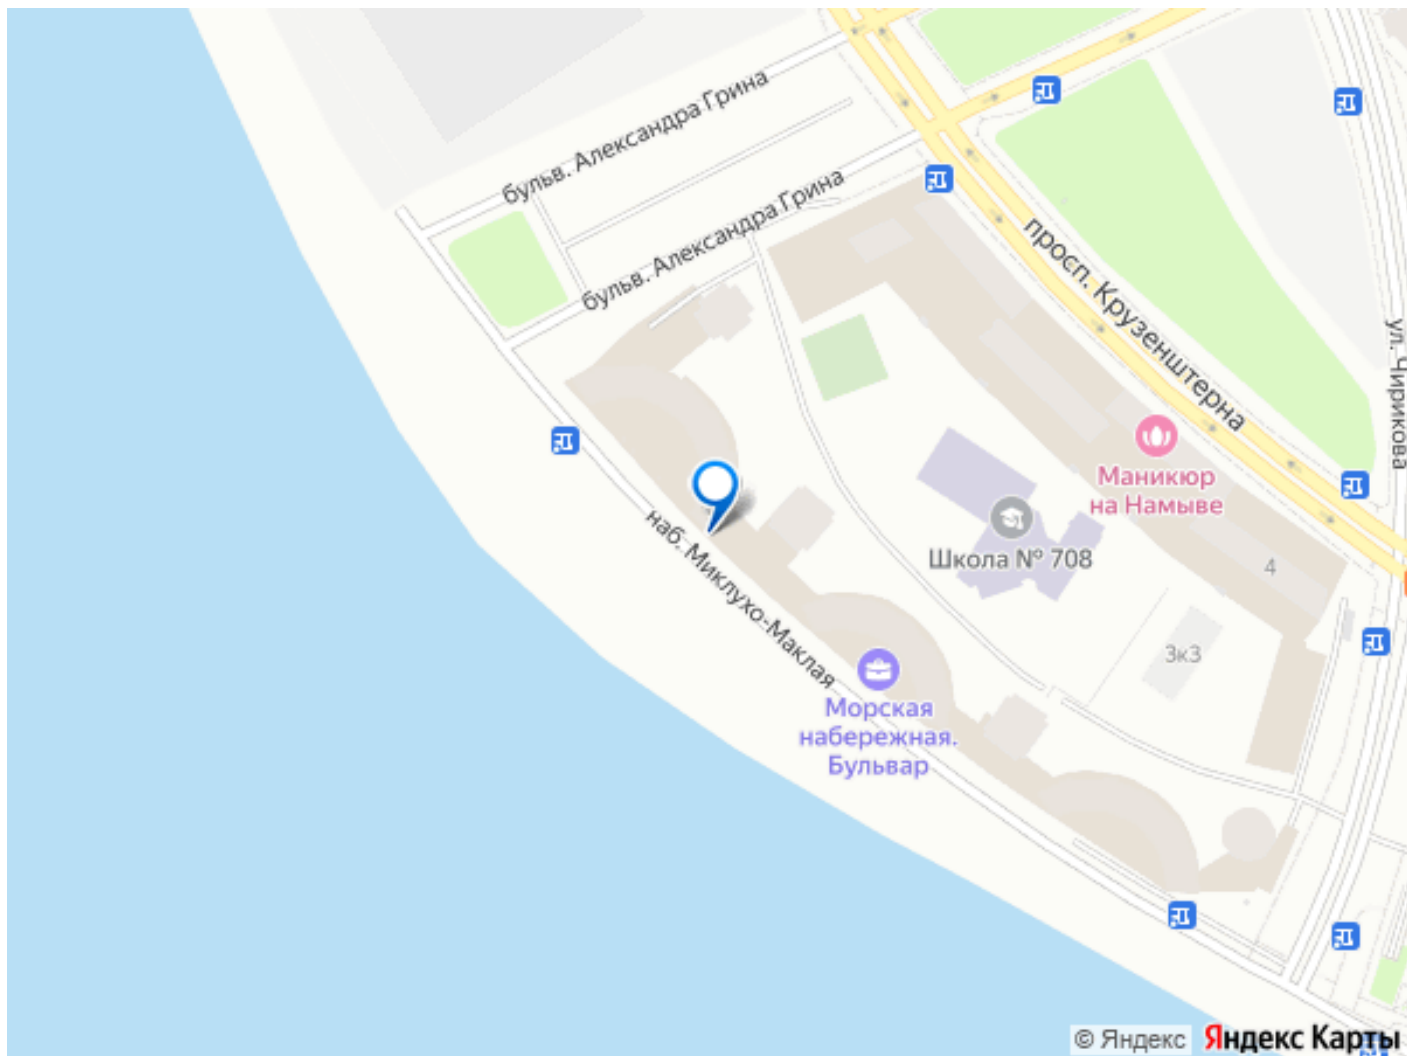 бульв. Александра Грина
бульв. Александра Грина
просп. Крузенштерна
ул. Чирикова
Маникюр
на Намыве
Школа № 708
4
наб. Миклухо-Маклая
3к3
Морская
набережная.
Бульвар
© Яндекс Яндекс Карты